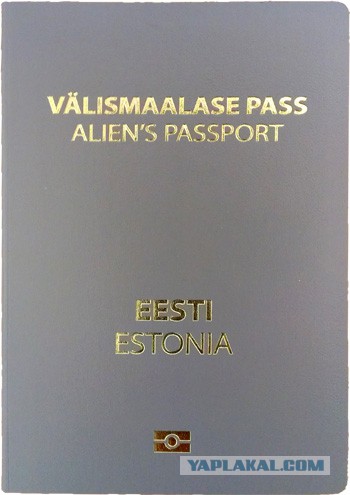 VÄLISMAALASE PASS
ALIEN'S PASSPORT
EESTI
ESTONIA
YAPLAKAL.COM